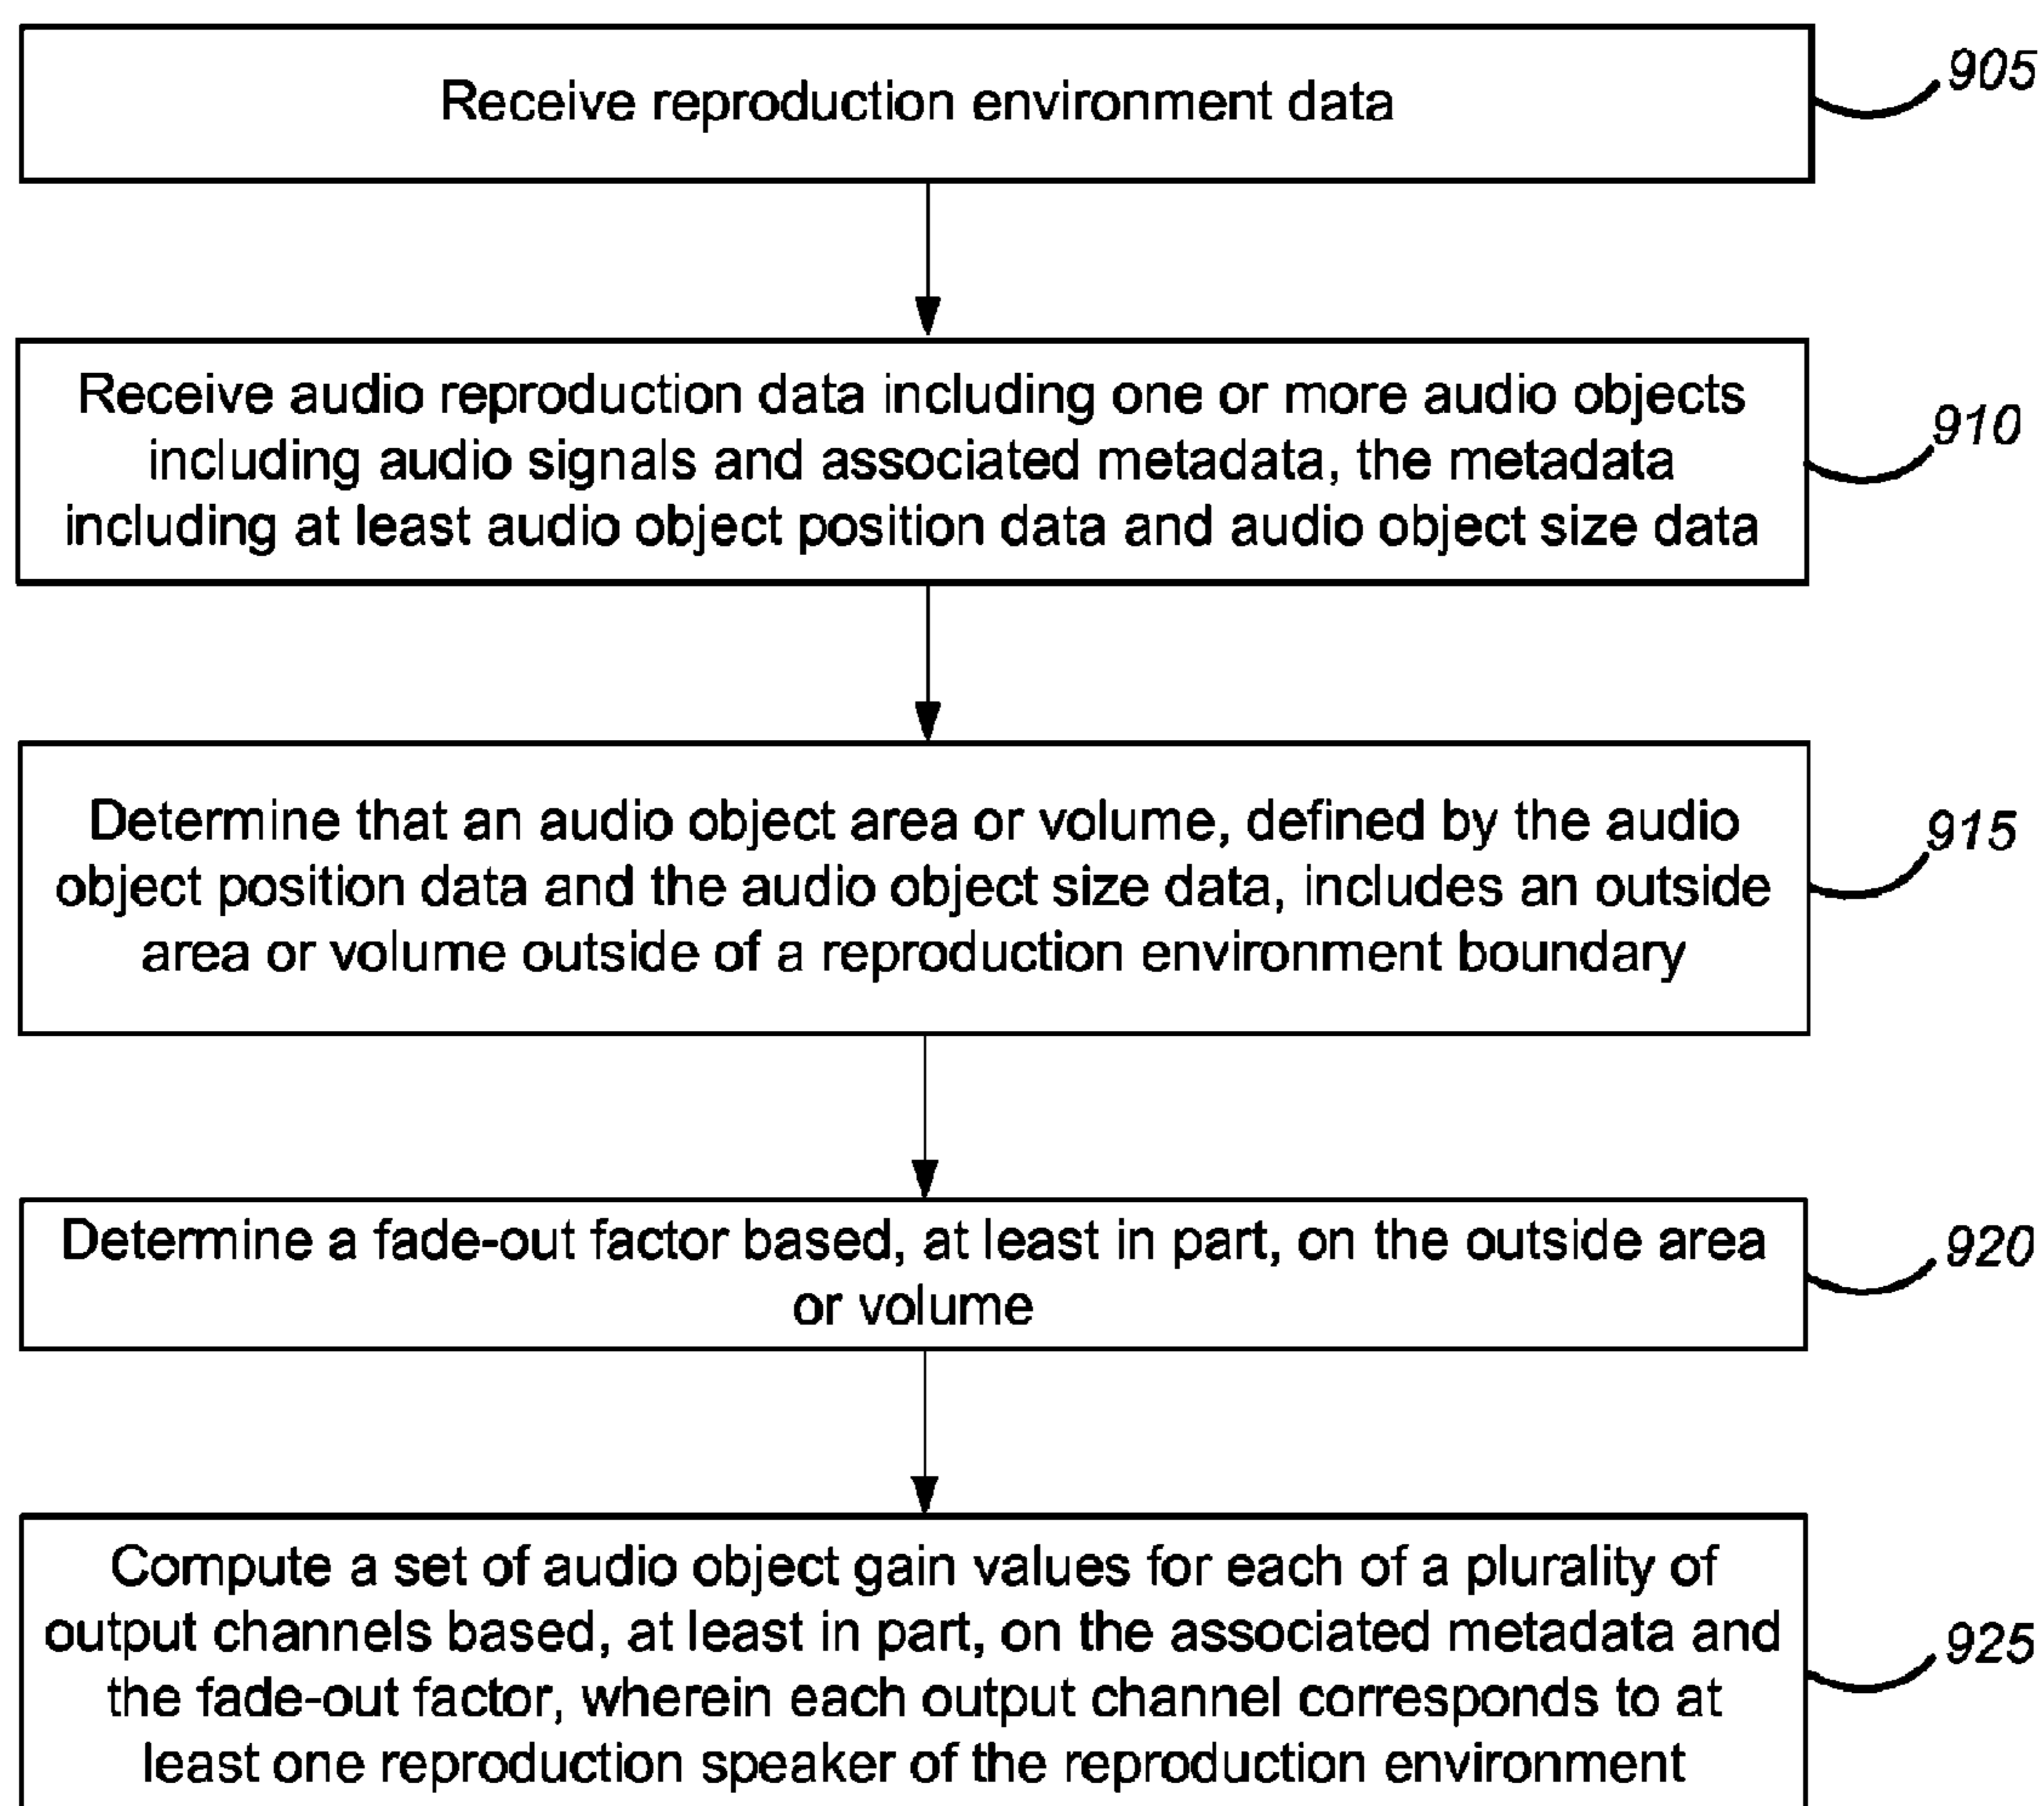 Receive reproduction environment data
905
Receive audio reproduction data including one or more audio objects
including audio signals and associated metadata, the metadata
including at least audio object position data and audio object size data
910
Determine that an audio object area or volume, defined by the audio
object position data and the audio object size data, includes an outside
area or volume outside of a reproduction environment boundary
915
Determine a fade-out factor based, at least in part, on the outside area
or volume
920
Compute a set of audio object gain values for each of a plurality of
output channels based, at least in part, on the associated metadata and
the fade-out factor, wherein each output channel corresponds to at
least one reproduction speaker of the reproduction environment
925